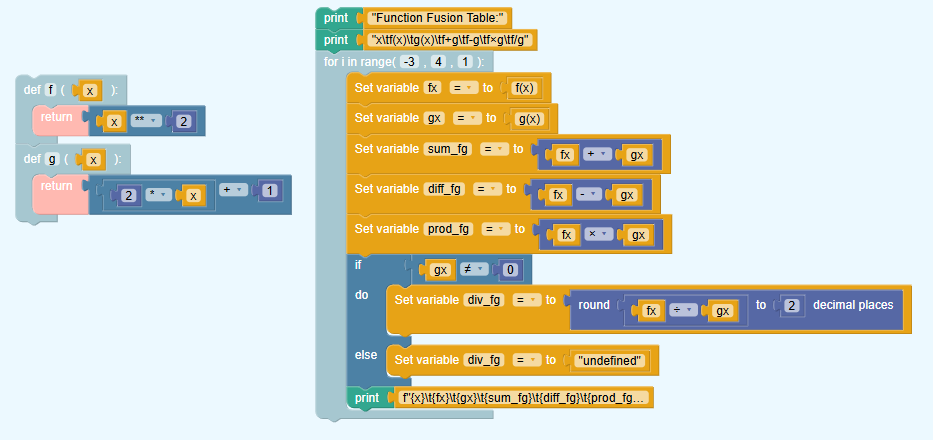 def f ( x ):
return x ** 2
def g ( x ):
return 2 * x + 1
print "Function Fusion Table:"
print "x\tf(x)\tg(x)\tf+g\tf-g\tf×g\tf/g"
for i in range( -3 , 4 , 1 ):
Set variable fx = to f(x)
Set variable gx = to g(x)
Set variable sum_fg = to fx + gx
Set variable diff_fg = to fx - gx
Set variable prod_fg = to fx × gx
if gx ≠ 0
do Set variable div_fg = to round fx ÷ gx to 2 decimal places
else Set variable div_fg = to "undefined"
print f"{x}\t{fx}\t{gx}\t{sum_fg}\t{diff_fg}\t{prod_fg...